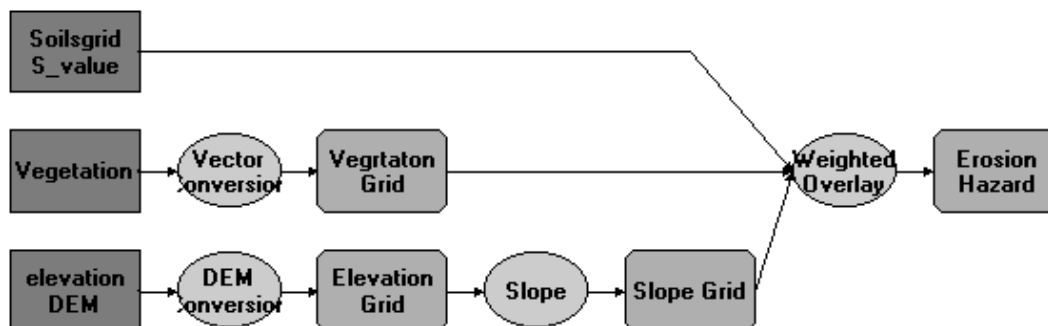 Soilsgrid
S_value
Vegetation
Vector
conversion
Vegrtaton
Grid
Weighted
Overlay
Erosion
Hazard
elevation
DEM
DEM
conversion
Elevation
Grid
Slope
Slope Grid